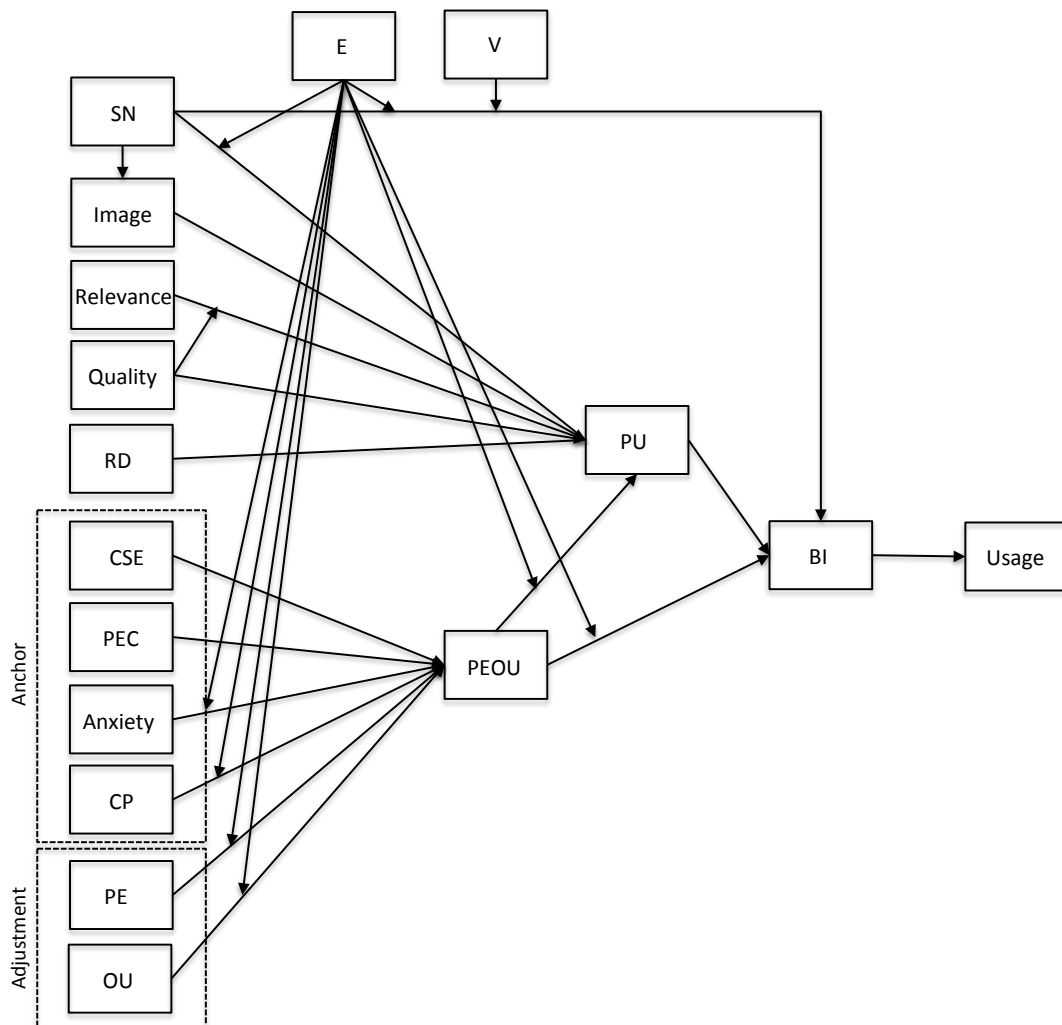 E
V
SN
Image
Relevance
Quality
RD
PU
CSE
BI
Usage
PEC
PEOU
Anchor
Anxiety
CP
PE
Adjustment
OU